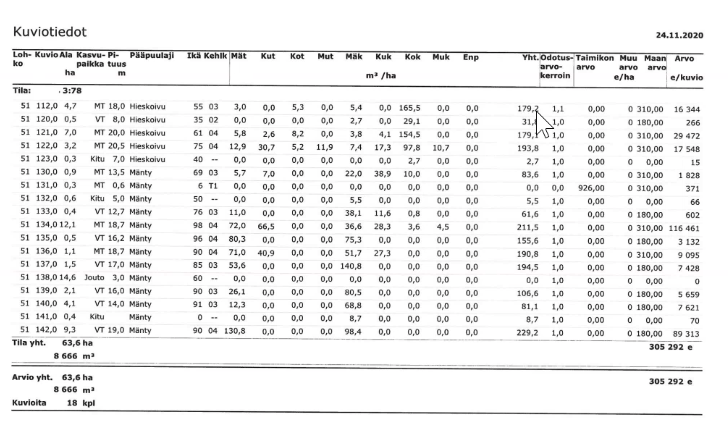 Kuviotiedot
24.11.2020
Loh- Kuvio Ala Kasvu- Pi- Pääpuulaji Ikä Kehlk Mät Kut Kot Mut Mäk Kuk Kok Muk Enp Yht. Odotus- Taimikon Muu Maan Arvo
ko paikka tuus arvo- arvo arvo arvo
ha m m³ /ha kerroin e/ha e/kuvio
Tila: 3:78
51 112,0 4,7 MT 18,0 Hieskoivu 55 03 3,0 0,0 5,3 0,0 5,4 0,0 165,5 0,0 0,0 179,2 1,1 0,00 0 310,00 16 344
51 120,0 0,5 VT 8,0 Hieskoivu 35 02 0,0 0,0 0,0 0,0 2,7 0,0 29,1 0,0 0,0 31, 1,0 0,00 0 180,00 266
51 121,0 7,0 MT 20,0 Hieskoivu 61 04 5,8 2,6 8,2 0,0 3,8 4,1 154,5 0,0 0,0 179, 1,0 0,00 0 310,00 29 472
51 122,0 3,2 MT 20,5 Hieskoivu 75 04 12,9 30,7 5,2 11,9 7,4 17,3 97,8 10,7 0,0 193,8 1,0 0,00 0 310,00 17 548
51 123,0 0,3 Kitu 7,0 Hieskoivu 40 -- 0,0 0,0 0,0 0,0 0,0 0,0 2,7 0,0 0,0 2,7 1,0 0,00 0 0,00 15
51 130,0 0,9 MT 13,5 Mänty 69 03 5,7 7,0 0,0 0,0 22,0 38,9 10,0 0,0 0,0 83,6 1,0 0,00 0 310,00 1 828
51 131,0 0,3 MT 0,6 Mänty 6 T1 0,0 0,0 0,0 0,0 0,0 0,0 0,0 0,0 0,0 0,0 0,0 926,00 0 310,00 371
51 132,0 0,6 Kitu 5,0 Mänty 50 -- 0,0 0,0 0,0 0,0 5,5 0,0 0,0 0,0 0,0 5,5 1,0 0,00 0 0,00 66
51 133,0 0,4 VT 12,7 Mänty 76 03 11,0 0,0 0,0 0,0 38,1 11,6 0,8 0,0 0,0 61,6 1,0 0,00 0 180,00 602
51 134,0 12,1 MT 18,7 Mänty 98 04 72,0 66,5 0,0 0,0 36,6 28,3 3,6 4,5 0,0 211,5 1,0 0,00 0 310,00 116 461
51 135,0 0,5 VT 16,2 Mänty 96 04 80,3 0,0 0,0 0,0 75,3 0,0 0,0 0,0 0,0 155,6 1,0 0,00 0 180,00 3 132
51 136,0 1,1 MT 18,7 Mänty 90 04 71,0 40,9 0,0 0,0 51,7 27,3 0,0 0,0 0,0 190,8 1,0 0,00 0 310,00 9 095
51 137,0 1,5 VT 17,0 Mänty 85 03 53,6 0,0 0,0 0,0 140,8 0,0 0,0 0,0 0,0 194,5 1,0 0,00 0 180,00 7 428
51 138,0 14,6 Jouto 3,0 Mänty 60 -- 0,0 0,0 0,0 0,0 0,0 0,0 0,0 0,0 0,0 0,0 1,0 0,00 0 0,00 0
51 139,0 2,1 VT 16,0 Mänty 90 03 26,1 0,0 0,0 0,0 80,5 0,0 0,0 0,0 0,0 106,6 1,0 0,00 0 180,00 5 659
51 140,0 4,1 VT 14,0 Mänty 91 03 12,3 0,0 0,0 0,0 68,8 0,0 0,0 0,0 0,0 81,1 1,0 0,00 0 180,00 7 621
51 141,0 0,4 Kitu Mänty 0 -- 0,0 0,0 0,0 0,0 8,7 0,0 0,0 0,0 0,0 8,7 1,0 0,00 0 0,00 70
51 142,0 9,3 VT 19,0 Mänty 90 04 130,8 0,0 0,0 0,0 98,4 0,0 0,0 0,0 0,0 229,2 1,0 0,00 0 180,00 89 313
Tila yht. 63,6 ha 305 292 e
8 666 m³
Arvio yht. 63,6 ha 305 292 e
8 666 m³
Kuvioita 18 kpl